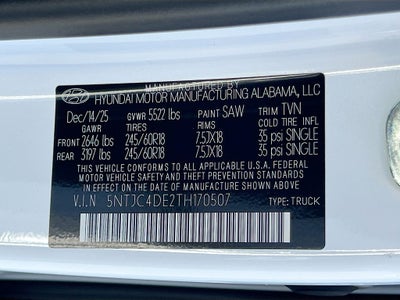 MANUFACTURED BY
HYUNDAI MOTOR MANUFACTURING ALABAMA, LLC
Dec/14/25 GVWR 5522 lbs PAINT SAW TRIM TVN
GAWR TIRES RIMS COLD TIRE INFL
FRONT 2646 lbs 245/60R18 7.5JX18 35 psi SINGLE
REAR 3197 lbs 245/60R18 7.5JX18 35 psi SINGLE
THIS VEHICLE CONFORMS TO ALL APPLICABLE U.S. FEDERAL MOTOR
VEHICLE SAFETY STANDARDS IN EFFECT ON THE
DATE OF MANUFACTURE SHOWN ABOVE.
V.I.N 5NTJC4DE2TH170507 TYPE: TRUCK